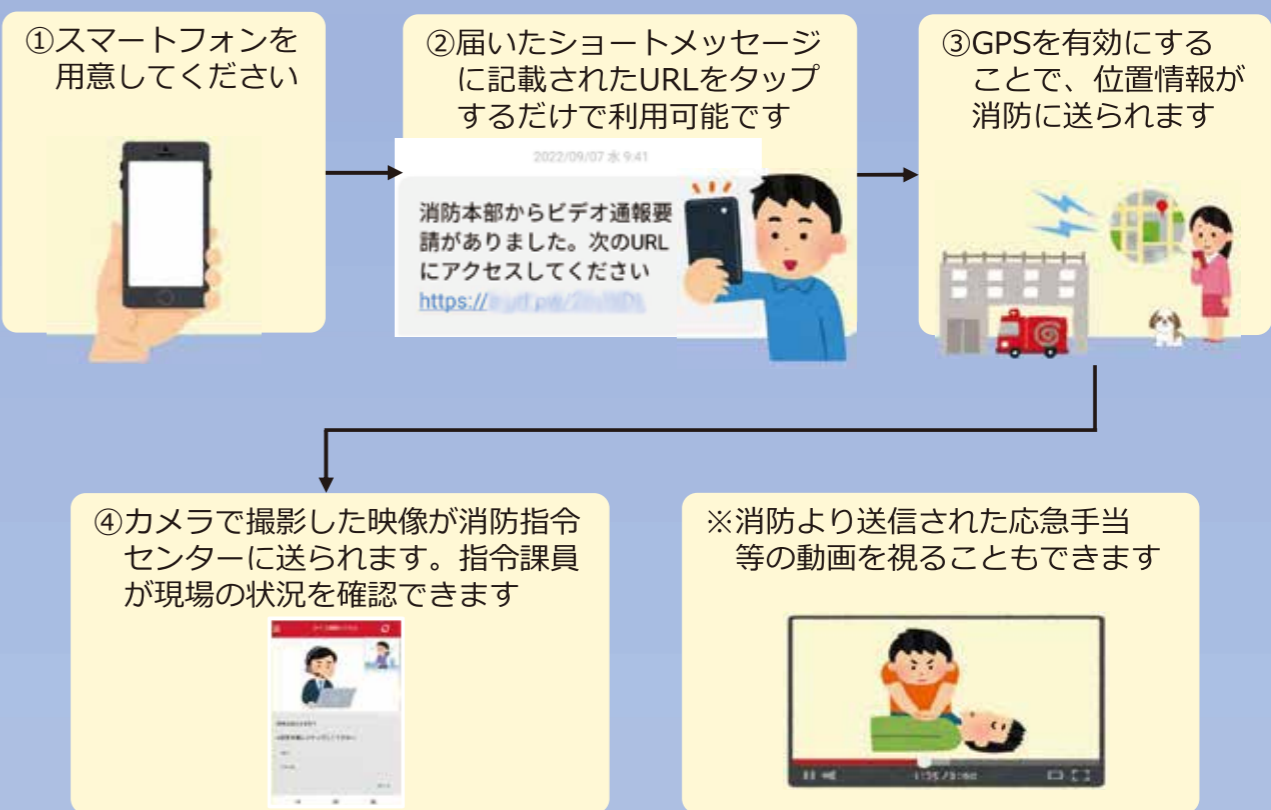 ①スマートフォンを
用意してください
②届いたショートメッセージ
に記載されたURLをタップ
するだけで利用可能です
2022/09/07 水 9:41
消防本部からビデオ通報要
請がありました。次のURL
にアクセスしてください
https://
③GPSを有効にする
ことで、位置情報が
消防に送られます
④カメラで撮影した映像が消防指令
センターに送られます。指令課員
が現場の状況を確認できます
※消防より送信された応急手当
等の動画を視ることもできます